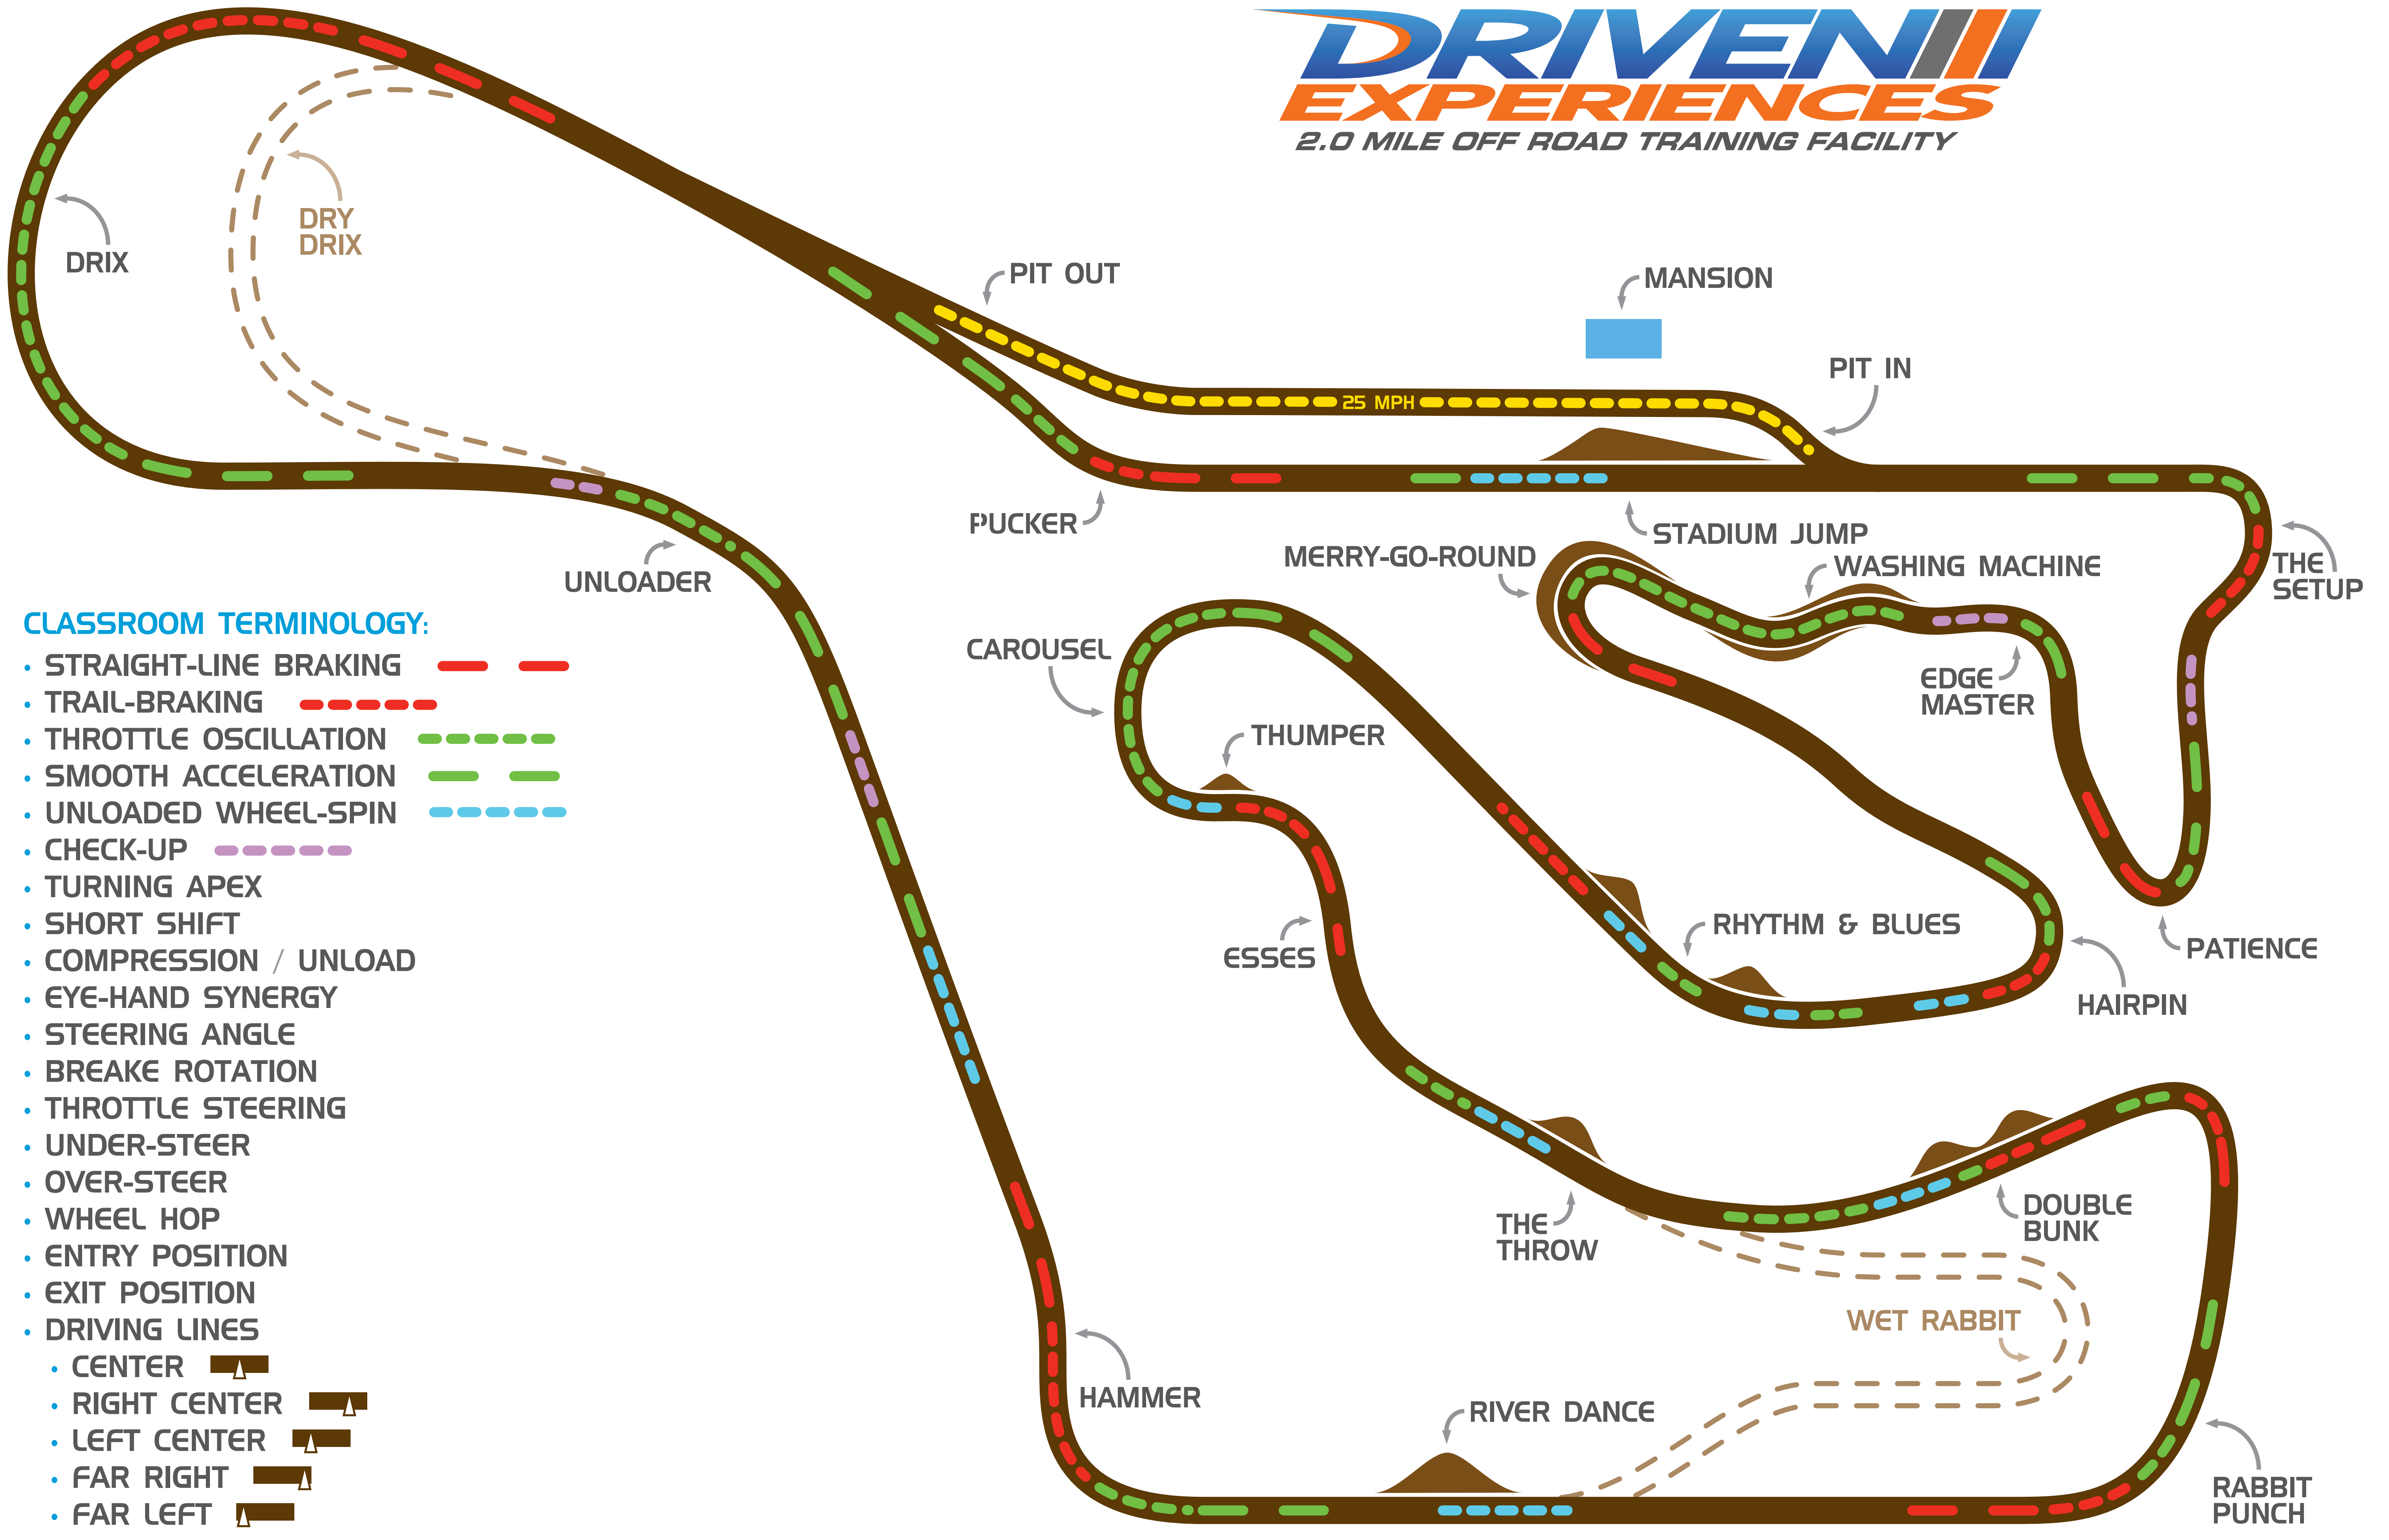 DRIVEN
EXPERIENCES
2.0 MILE OFF ROAD TRAINING FACILITY
DRIX
DRY
DRIX
PIT OUT
MANSION
PIT IN
25 MPH
PUCKER
STADIUM JUMP
MERRY-GO-ROUND
WASHING MACHINE
THE
SETUP
UNLOADER
CAROUSEL
EDGE
MASTER
THUMPER
ESSES
RHYTHM & BLUES
PATIENCE
HAIRPIN
THE
THROW
DOUBLE
BUNK
WET RABBIT
HAMMER
RIVER DANCE
RABBIT
PUNCH
CLASSROOM TERMINOLOGY:
• STRAIGHT-LINE BRAKING
• TRAIL-BRAKING
• THROTTLE OSCILLATION
• SMOOTH ACCELERATION
• UNLOADED WHEEL-SPIN
• CHECK-UP
• TURNING APEX
• SHORT SHIFT
• COMPRESSION / UNLOAD
• EYE-HAND SYNERGY
• STEERING ANGLE
• BREAKE ROTATION
• THROTTLE STEERING
• UNDER-STEER
• OVER-STEER
• WHEEL HOP
• ENTRY POSITION
• EXIT POSITION
• DRIVING LINES
• CENTER
• RIGHT CENTER
• LEFT CENTER
• FAR RIGHT
• FAR LEFT